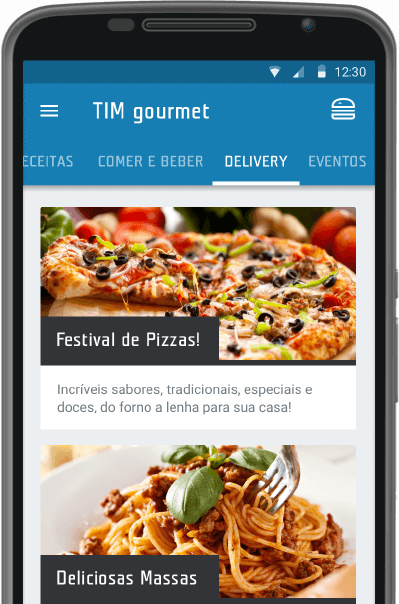 12:30
TIM gourmet
ECEITAS COMER E BEBER DELIVERY EVENTOS
Festival de Pizzas!
Incríveis sabores, tradicionais, especiais e
doces, do forno a lenha para sua casa!
Deliciosas Massas